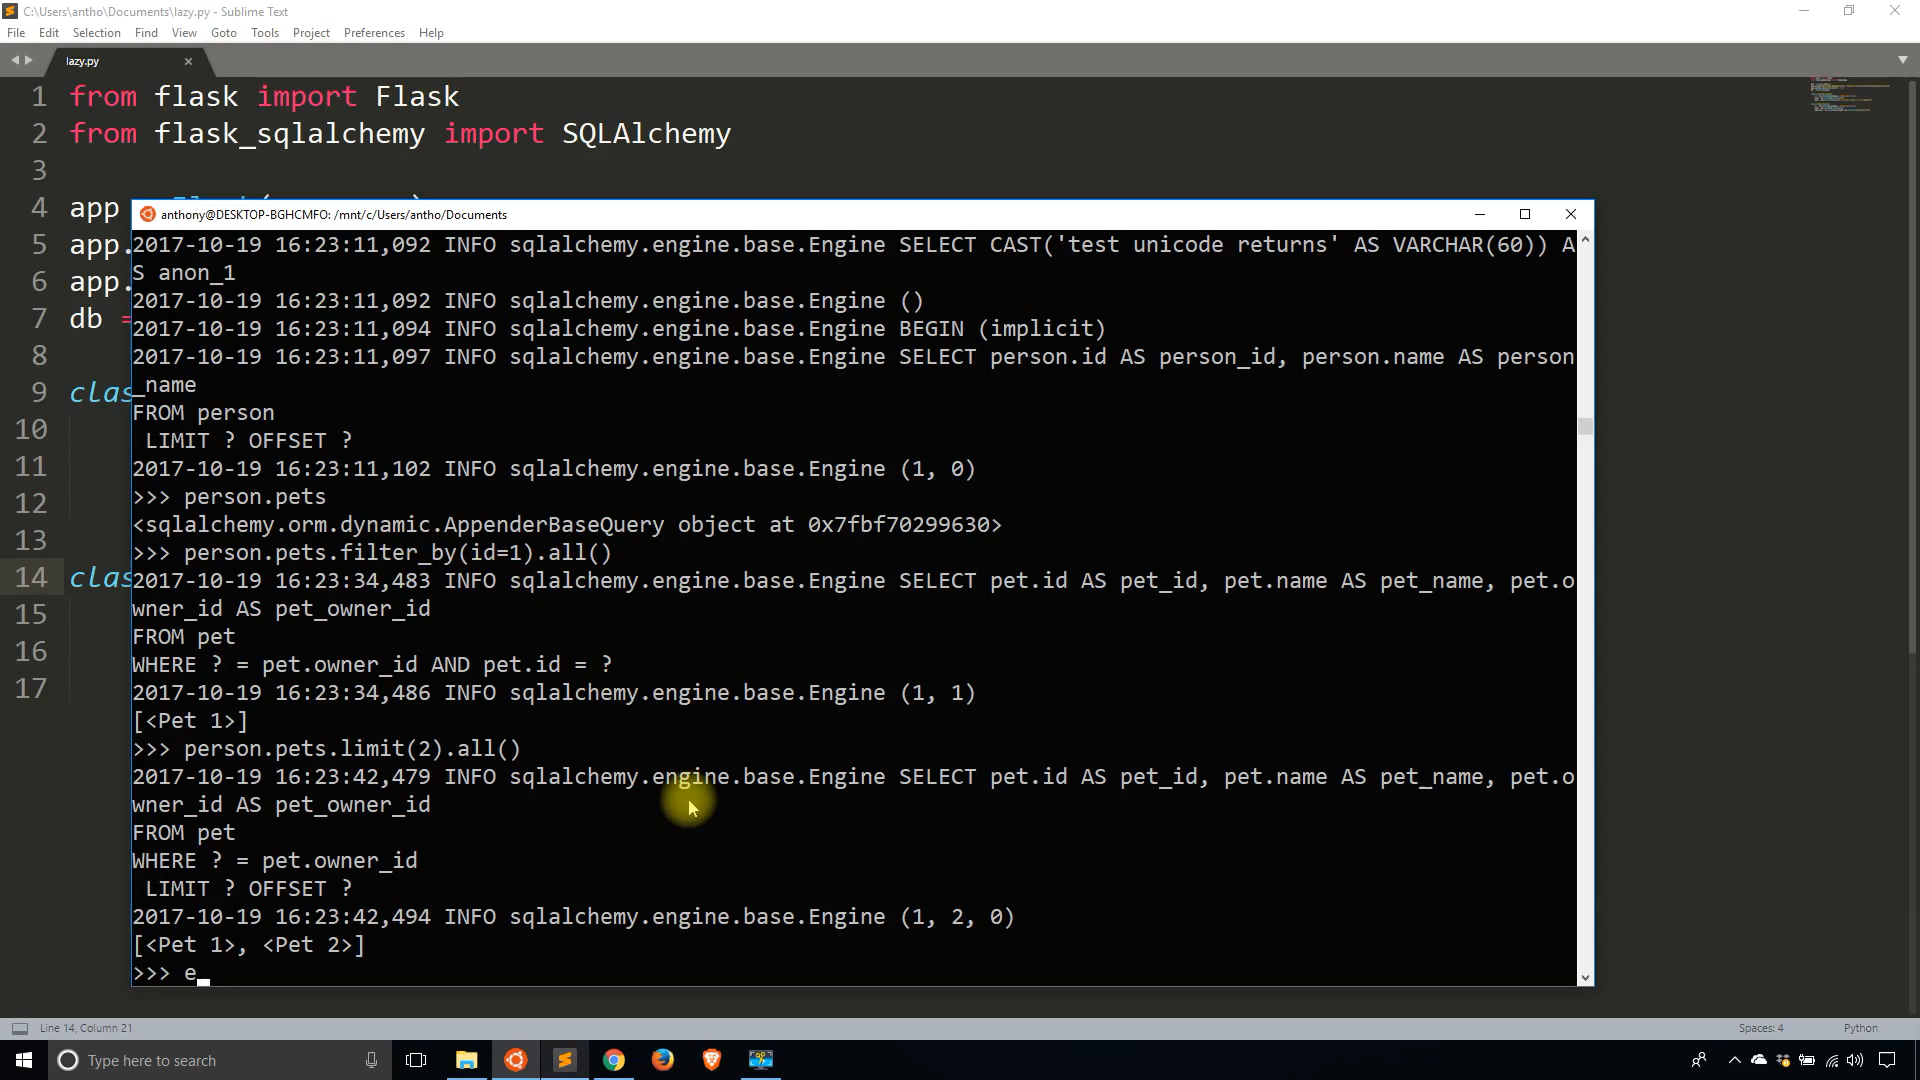 C:\Users\antho\Documents\lazy.py - Sublime Text
File Edit Selection Find View Goto Tools Project Preferences Help
lazy.py
1 from flask import Flask
2 from flask_sqlalchemy import SQLAlchemy
3
4 app
5 app.
6 app.
7 db =
8
9 clas
10
11
12
13
14 clas
15
16
17
anthony@DESKTOP-BGHCMFO: /mnt/c/Users/antho/Documents
2017-10-19 16:23:11,092 INFO sqlalchemy.engine.base.Engine SELECT CAST('test unicode returns' AS VARCHAR(60)) A
S anon_1
2017-10-19 16:23:11,092 INFO sqlalchemy.engine.base.Engine ()
2017-10-19 16:23:11,094 INFO sqlalchemy.engine.base.Engine BEGIN (implicit)
2017-10-19 16:23:11,097 INFO sqlalchemy.engine.base.Engine SELECT person.id AS person_id, person.name AS person
_name
FROM person
 LIMIT ? OFFSET ?
2017-10-19 16:23:11,102 INFO sqlalchemy.engine.base.Engine (1, 0)
>>> person.pets
<sqlalchemy.orm.dynamic.AppenderBaseQuery object at 0x7fbf70299630>
>>> person.pets.filter_by(id=1).all()
2017-10-19 16:23:34,483 INFO sqlalchemy.engine.base.Engine SELECT pet.id AS pet_id, pet.name AS pet_name, pet.o
wner_id AS pet_owner_id
FROM pet
WHERE ? = pet.owner_id AND pet.id = ?
2017-10-19 16:23:34,486 INFO sqlalchemy.engine.base.Engine (1, 1)
[<Pet 1>]
>>> person.pets.limit(2).all()
2017-10-19 16:23:42,479 INFO sqlalchemy.engine.base.Engine SELECT pet.id AS pet_id, pet.name AS pet_name, pet.o
wner_id AS pet_owner_id
FROM pet
WHERE ? = pet.owner_id
 LIMIT ? OFFSET ?
2017-10-19 16:23:42,494 INFO sqlalchemy.engine.base.Engine (1, 2, 0)
[<Pet 1>, <Pet 2>]
>>> e_
Line 14, Column 21
Spaces: 4
Python
Type here to search